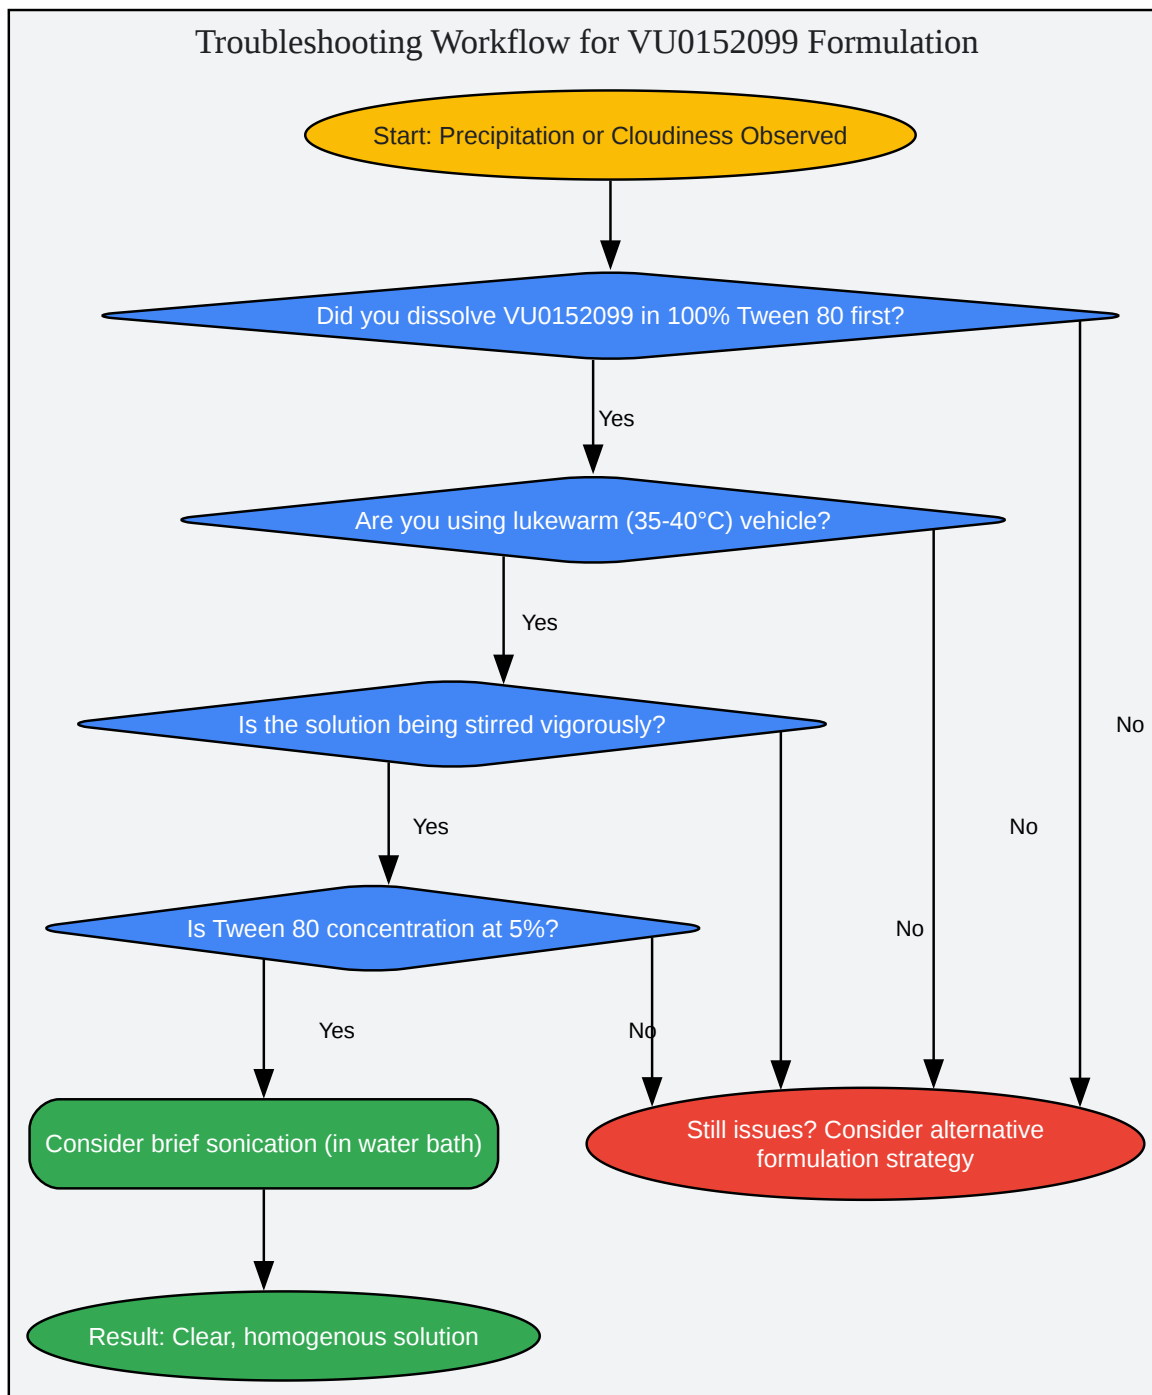 Troubleshooting Workflow for VU0152099 Formulation
Start: Precipitation or Cloudiness Observed
Did you dissolve VU0152099 in 100% Tween 80 first?
Yes
Are you using lukewarm (35-40°C) vehicle?
Yes
Is the solution being stirred vigorously?
No
Yes
No
Is Tween 80 concentration at 5%?
No
Yes
No
Consider brief sonication (in water bath)
Still issues? Consider alternative
formulation strategy
Result: Clear, homogenous solution